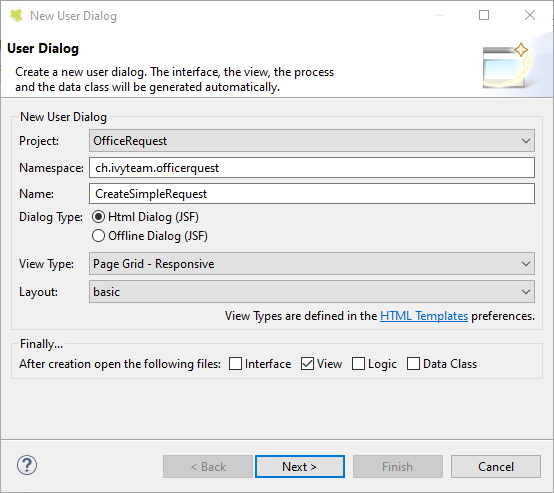 New User Dialog
User Dialog
Create a new user dialog. The interface, the view, the process
and the data class will be generated automatically.
New User Dialog
Project: OfficeRequest
Namespace: ch.ivyteam.officerquest
Name: CreateSimpleRequest
Dialog Type: Html Dialog (JSF)
Offline Dialog (JSF)
View Type: Page Grid - Responsive
Layout: basic
View Types are defined in the HTML Templates preferences.
Finally...
After creation open the following files: Interface View Logic Data Class
? < Back Next > Finish Cancel